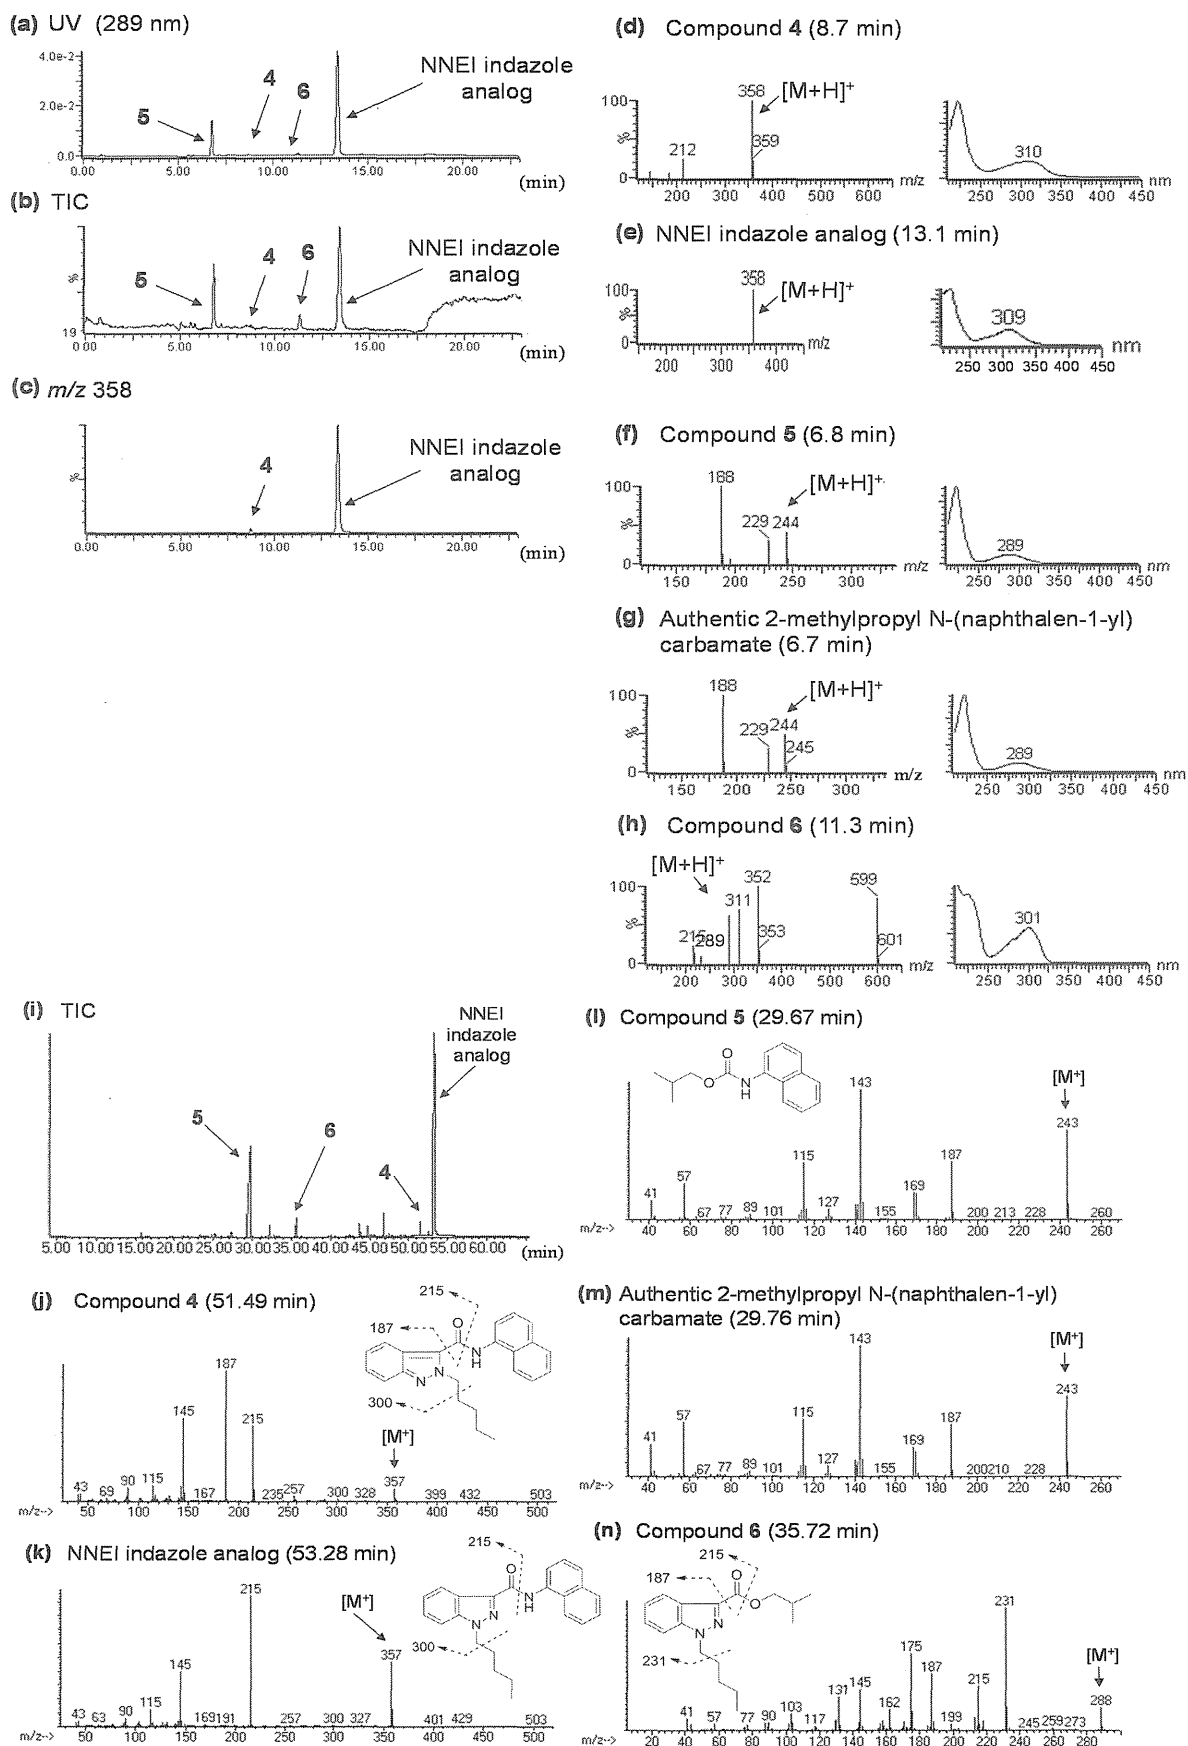 (a) UV (289 nm)
4.0e-2
2.0e-2
0.0
5
4
6
NNEI indazole
analog
0.00 5.00 10.00 15.00 20.00
(min)
(b) TIC
%
19
5
4
6
NNEI indazole
analog
0.00 5.00 10.00 15.00 20.00
(min)
(c) m/z 358
%
4
NNEI indazole
analog
0.00 5.00 10.00 15.00 20.00
(min)
(d) Compound 4 (8.7 min)
100
%
0
212
358
359
[M+H]+
200 300 400 500 600 m/z
310
250 300 350 400 450 nm
(e) NNEI indazole analog (13.1 min)
100
%
0
358
[M+H]+
200 300 400 m/z
309
250 300 350 400 450 nm
(f) Compound 5 (6.8 min)
100
%
0
188
229 244
[M+H]+
150 200 250 300 m/z
289
250 300 350 400 450 nm
(g) Authentic 2-methylpropyl N-(naphthalen-1-yl)
carbamate (6.7 min)
100
%
0
188
229 244
245
[M+H]+
150 200 250 300 m/z
289
250 300 350 400 450 nm
(h) Compound 6 (11.3 min)
[M+H]+
100
%
0
215 289
311
352
353
599
601
200 300 400 500 600 m/z
301
250 300 350 400 450 nm
(i) TIC
5
6
4
NNEI
indazole
analog
5.00 10.00 15.00 20.00 25.00 30.00 35.00 40.00 45.00 50.00 55.00 60.00 (min)
(j) Compound 4 (51.49 min)
215
187
300
O
N
H
N
N
43 69 90 115 145 167 187 215 235 257 300 328 357 399 432 503
[M+]
m/z--> 50 100 150 200 250 300 350 400 450 500
(k) NNEI indazole analog (53.28 min)
215
300
O
N
H
N
N
43 63 90 115 145 169 191 215 257 300 327 357 401 429 503
[M+]
m/z--> 50 100 150 200 250 300 350 400 450 500
(l) Compound 5 (29.67 min)
O
O
N
H
41 57 67 77 89 101 115 127 143 155 169 187 200 213 228 243 260
[M+]
m/z--> 40 60 80 100 120 140 160 180 200 220 240 260
(m) Authentic 2-methylpropyl N-(naphthalen-1-yl)
carbamate (29.76 min)
41 57 67 77 89 101 115 127 143 155 169 187 200 210 228 243
[M+]
m/z--> 40 60 80 100 120 140 160 180 200 220 240 260
(n) Compound 6 (35.72 min)
215
187
231
O
O
N
N
41 57 77 90 103 117 131 145 162 175 187 199 215 231 245 259 273 288
[M+]
m/z--> 20 40 60 80 100 120 140 160 180 200 220 240 260 280